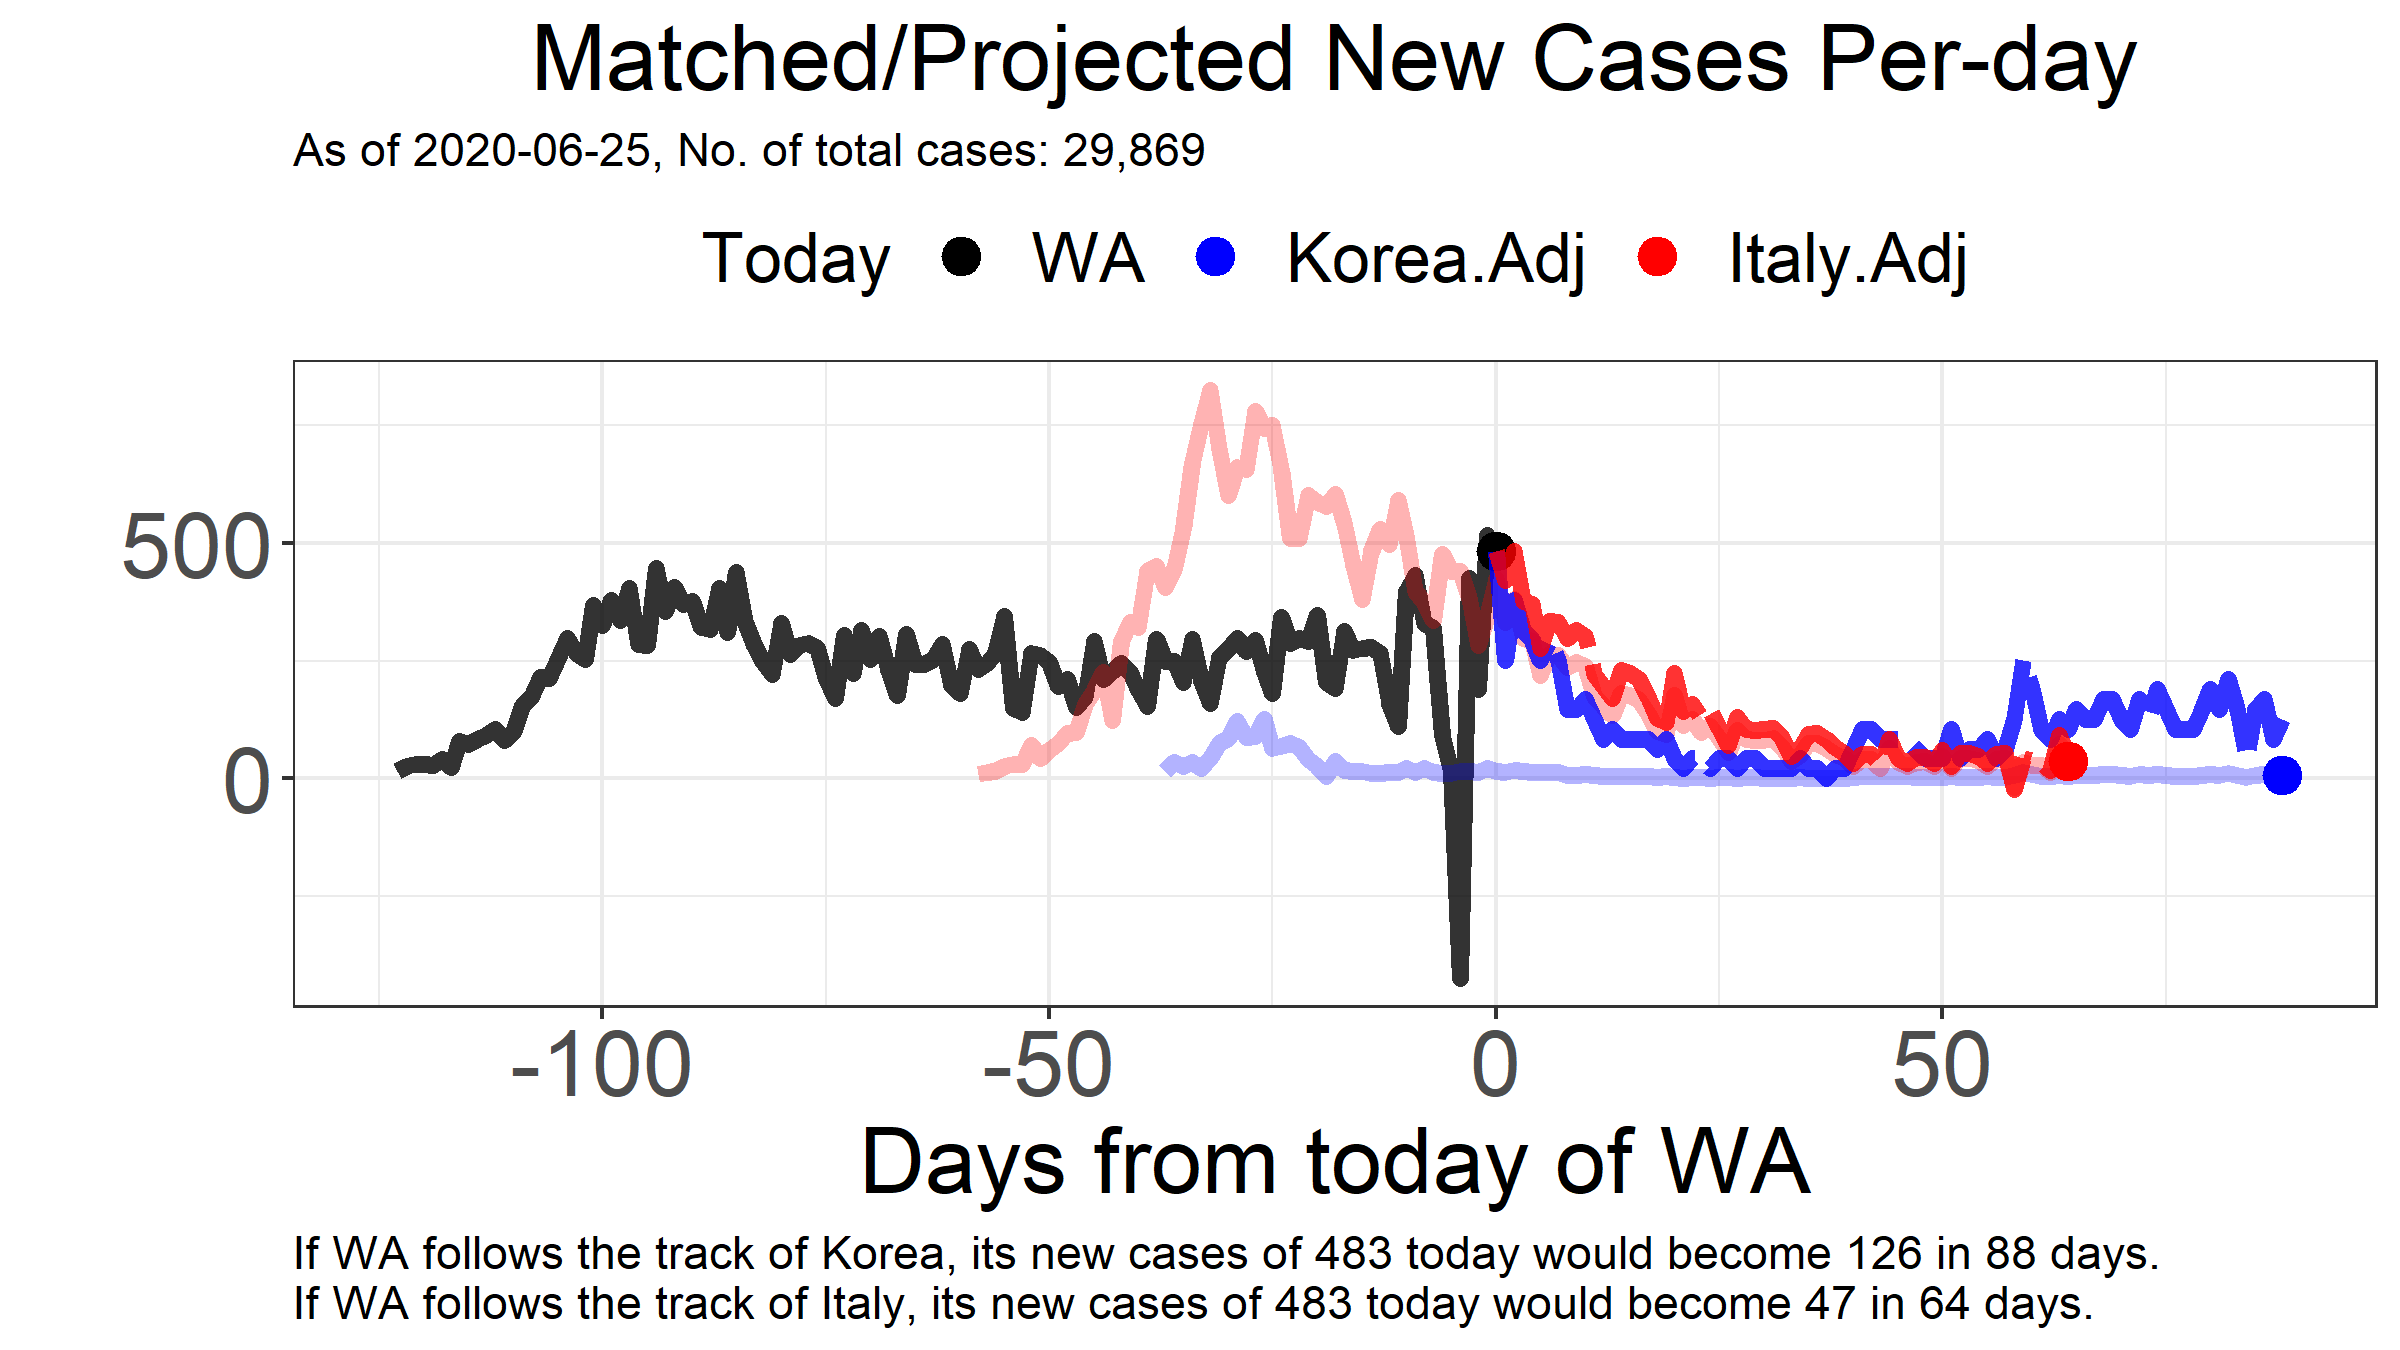 Matched/Projected New Cases Per-day
As of 2020-06-25, No. of total cases: 29,869
Today WA Korea.Adj Italy.Adj
500
0
-100 -50 0 50
Days from today of WA
If WA follows the track of Korea, its new cases of 483 today would become 126 in 88 days.
If WA follows the track of Italy, its new cases of 483 today would become 47 in 64 days.